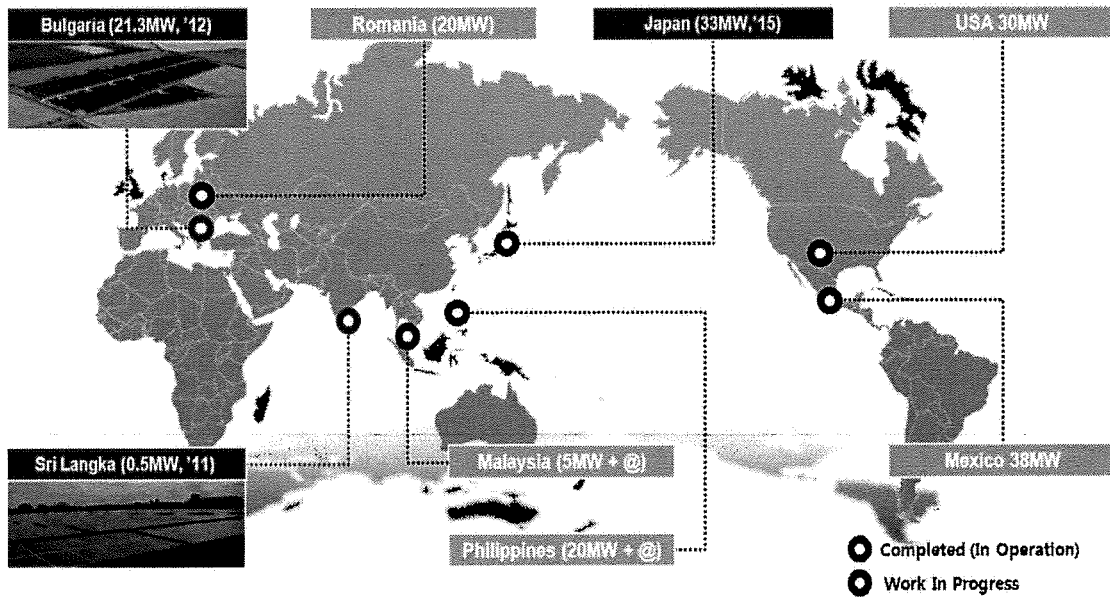 Bulgaria (21.3MW, '12)
Romania (20MW)
Japan (33MW,'15)
USA 30MW
Sri Langka (0.5MW, '11)
Malaysia (5MW + @)
Mexico 38MW
Philippines (20MW + @)
Completed (In Operation)
Work In Progress